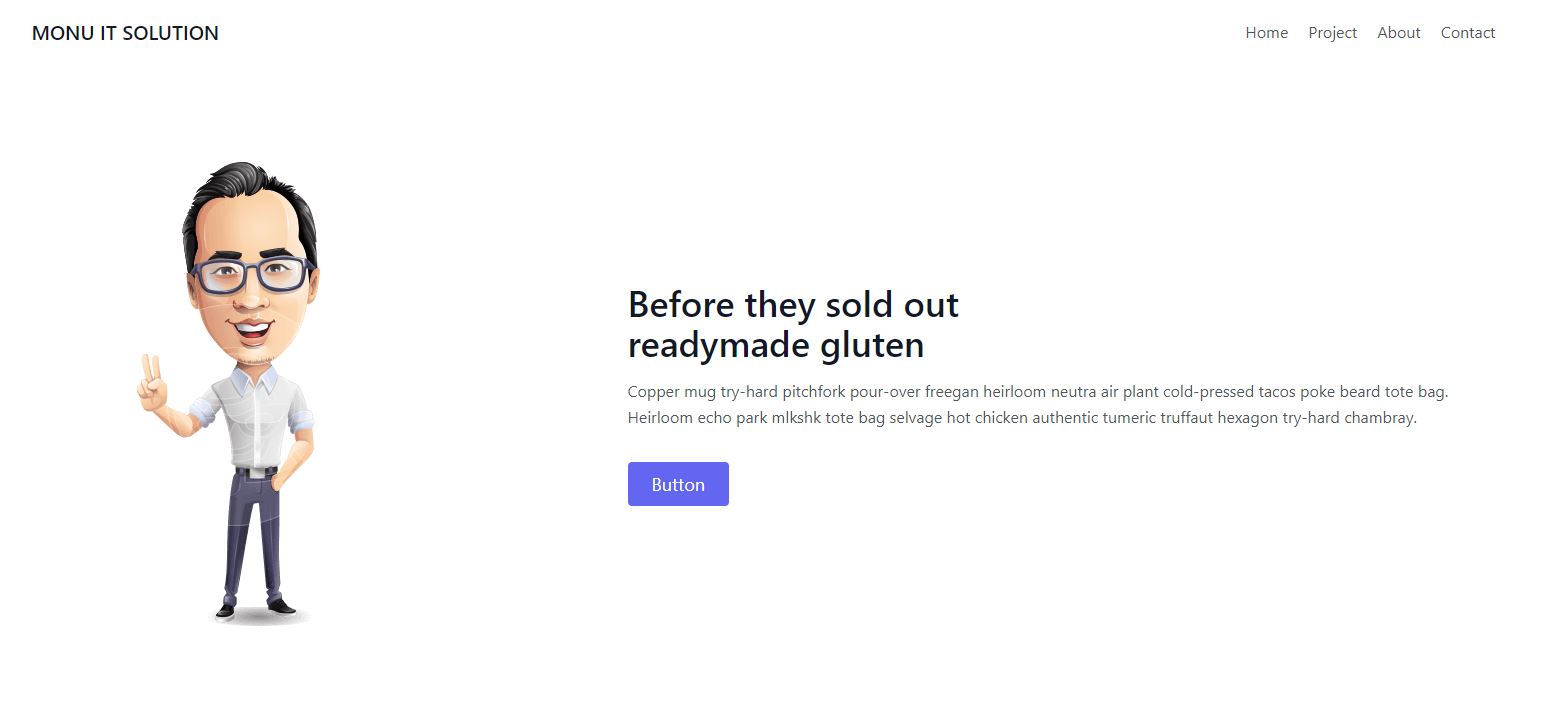 MONU IT SOLUTION
Home Project About Contact
Before they sold out
readymade gluten
Copper mug try-hard pitchfork pour-over freegan heirloom neutra air plant cold-pressed tacos poke beard tote bag.
Heirloom echo park mlkshk tote bag selvage hot chicken authentic tumeric truffaut hexagon try-hard chambray.
Button